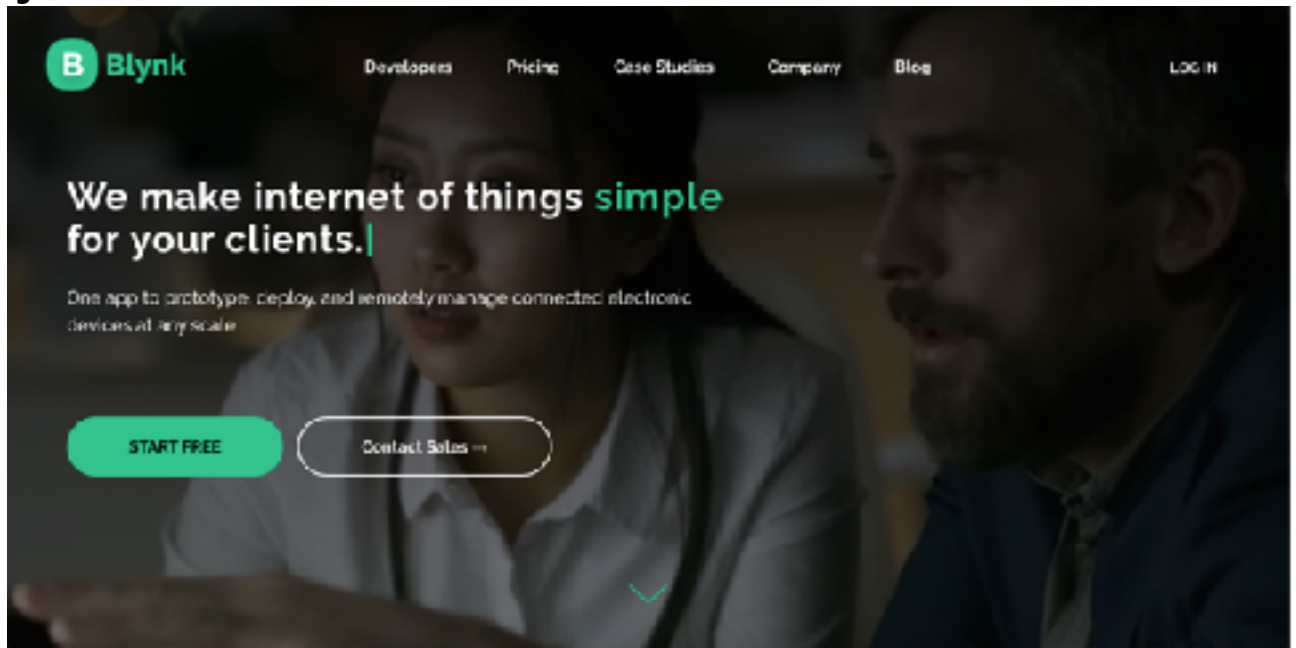 B Blynk
Developers Pricing Case Studies Company Blog LOG IN
We make internet of things simple
for your clients.
One app to prototype, deploy, and remotely manage connected electronic
devices at any scale
START FREE Contact Sales →